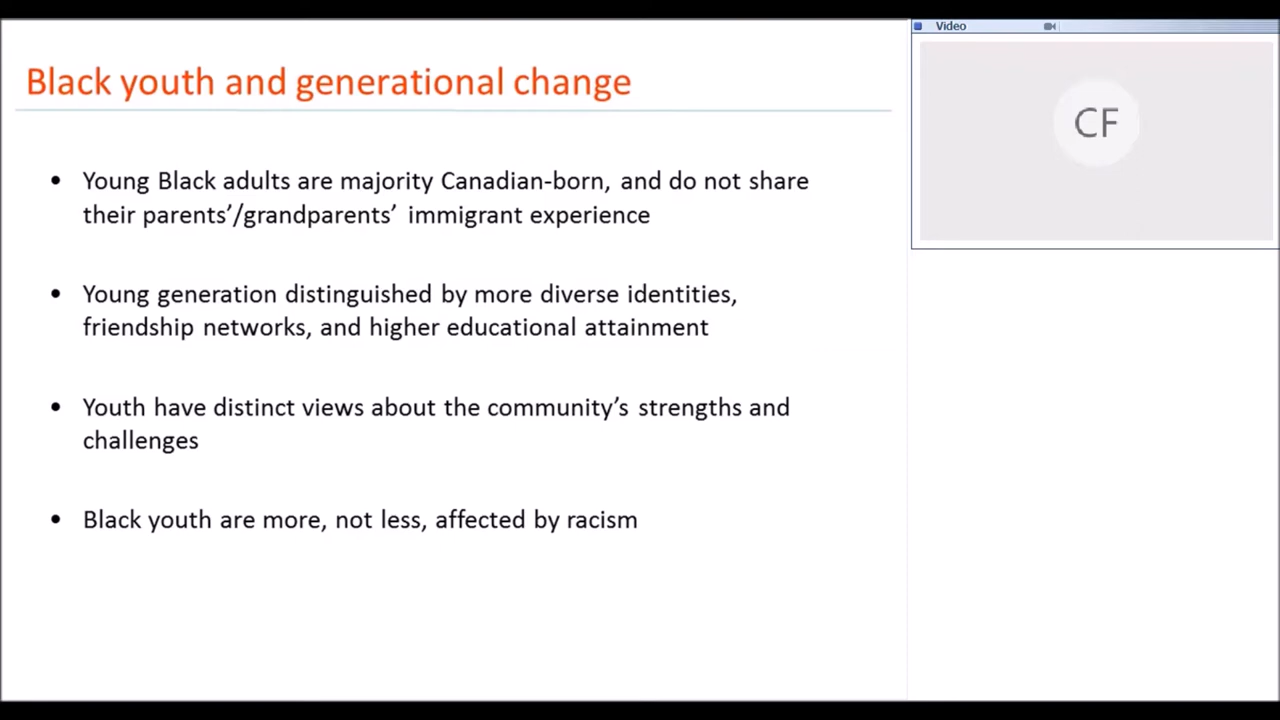 Black youth and generational change
• Young Black adults are majority Canadian-born, and do not share
their parents’/grandparents’ immigrant experience
• Young generation distinguished by more diverse identities,
friendship networks, and higher educational attainment
• Youth have distinct views about the community’s strengths and
challenges
• Black youth are more, not less, affected by racism
Video
CF